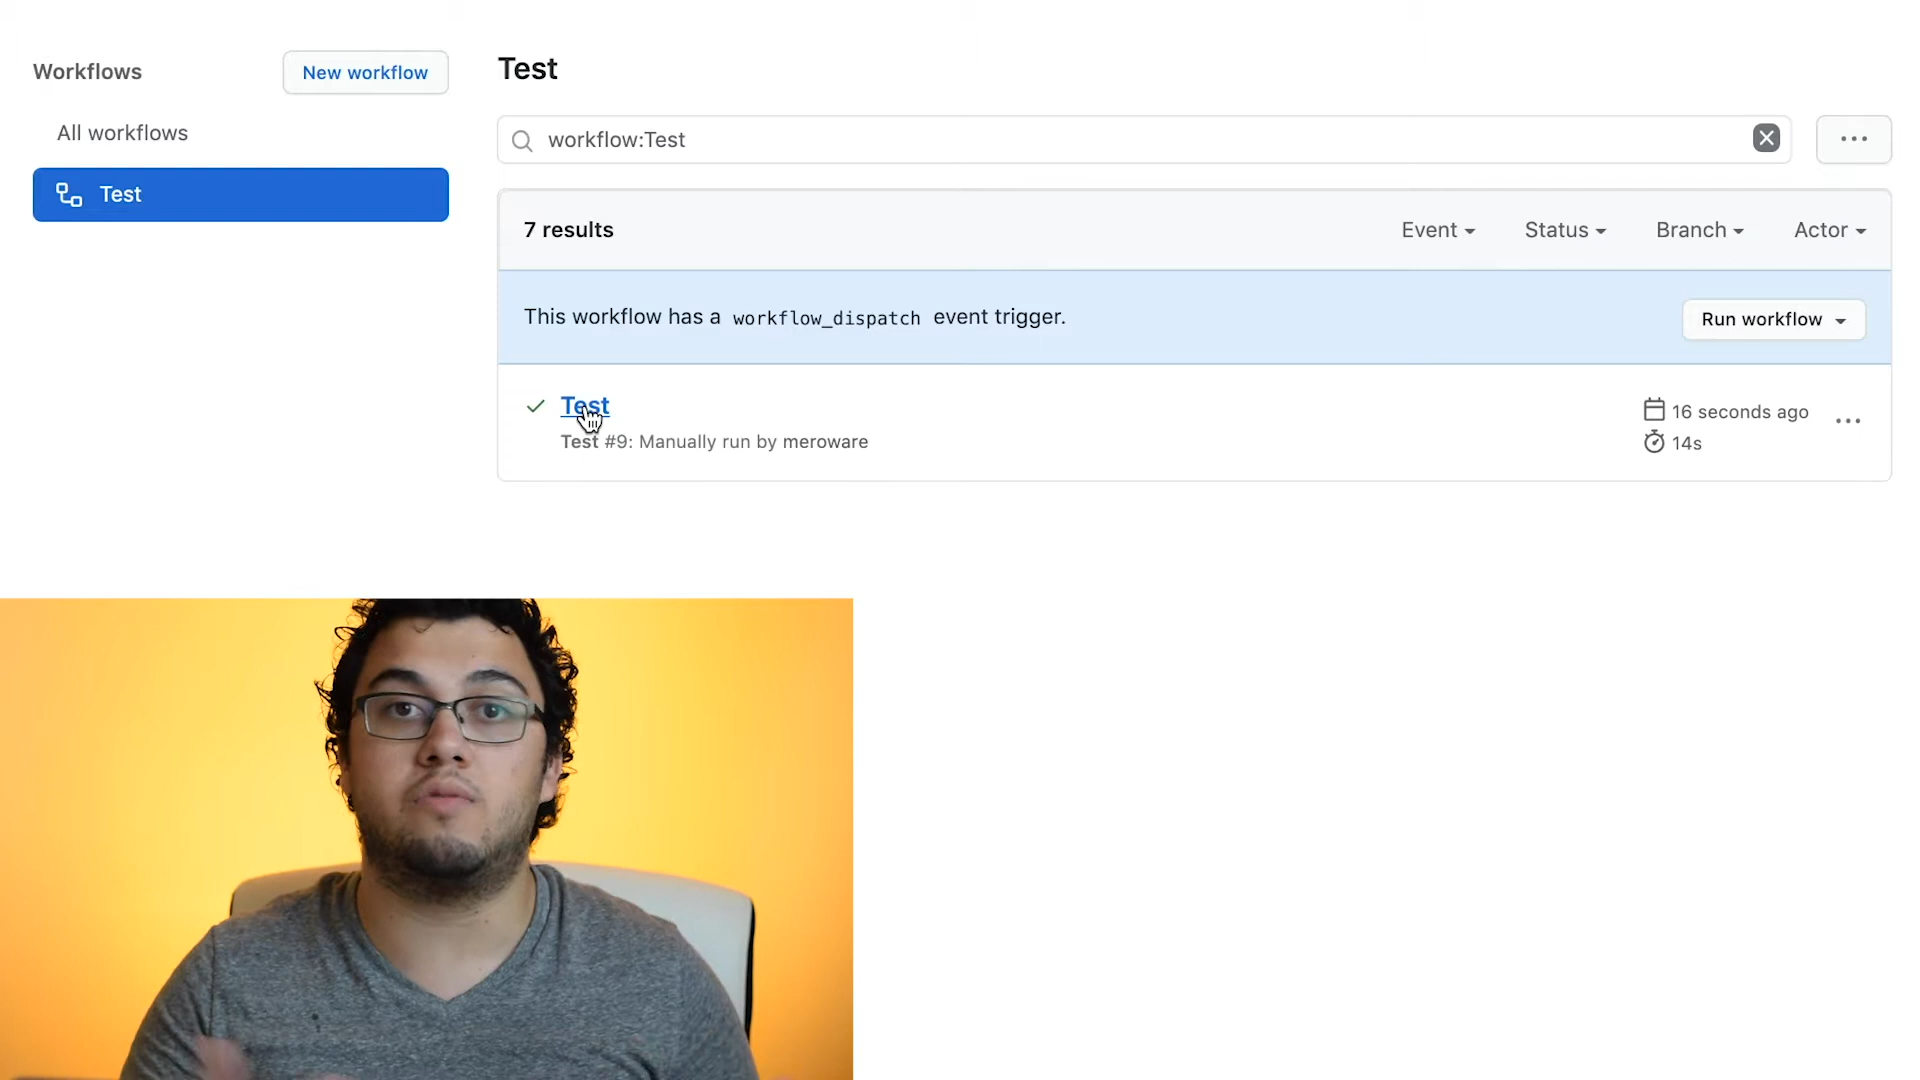 Workflows
New workflow
All workflows
Test
Test
workflow:Test
7 results
Event
Status
Branch
Actor
This workflow has a workflow_dispatch event trigger.
Run workflow
Test
Test #9: Manually run by meroware
16 seconds ago
14s